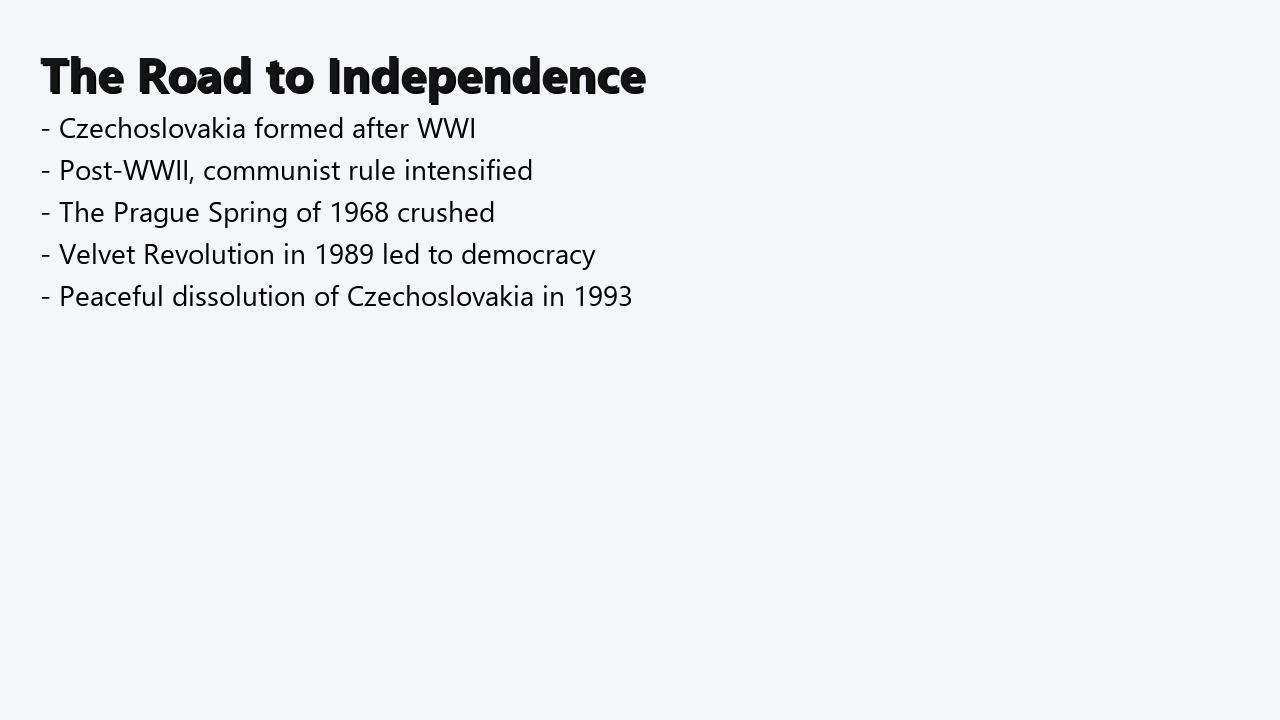 The Road to Independence
- Czechoslovakia formed after WWI
- Post-WWII, communist rule intensified
- The Prague Spring of 1968 crushed
- Velvet Revolution in 1989 led to democracy
- Peaceful dissolution of Czechoslovakia in 1993